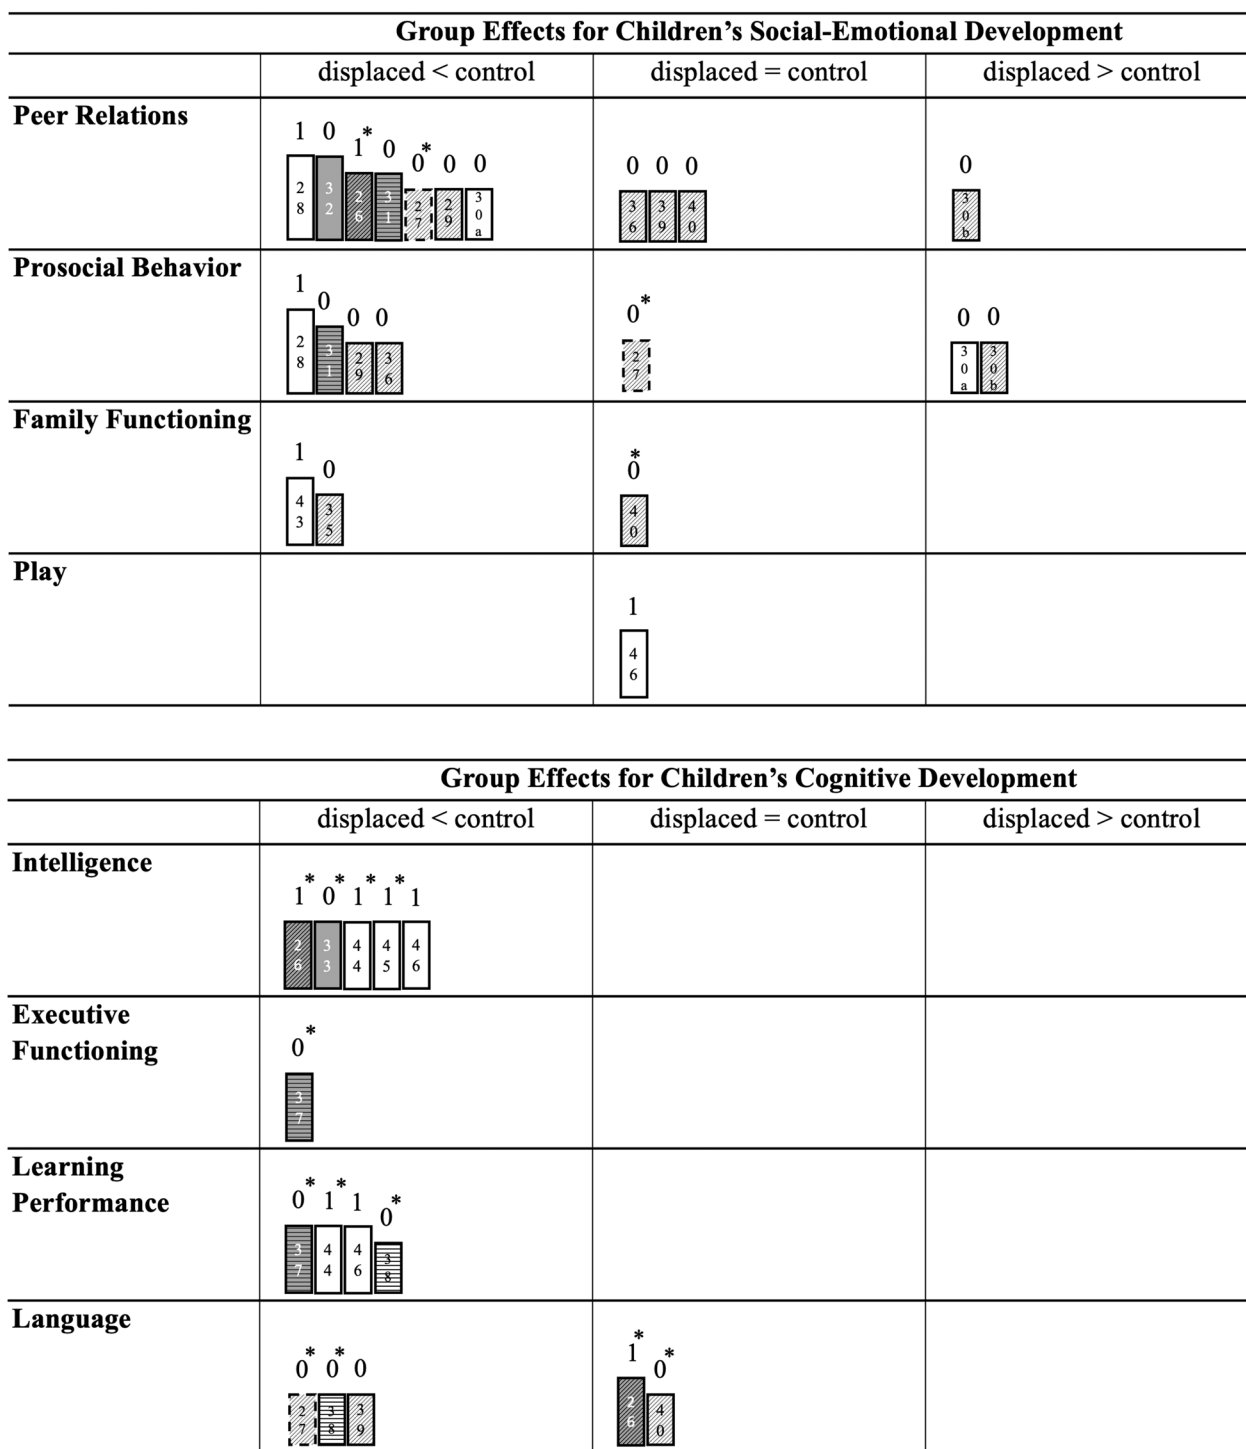 Group Effects for Children's Social-Emotional Development
displaced < control displaced = control displaced > control
Peer Relations
1 0 1* 0 0* 0 0 0 0 0 0
28 32 26 31 27 29 30a 36 39 40 30b
Prosocial Behavior
1 0 0 0 0* 0 0
28 31 29 36 27 30a 30b
Family Functioning
1 0 *0
43 35 40
Play
1
46
Group Effects for Children's Cognitive Development
displaced < control displaced = control displaced > control
Intelligence
1* 0* 1* 1* 1
26 33 44 45 46
Executive
Functioning
0*
37
Learning
Performance
0* 1* 1 0*
37 44 46 38
Language
0* 0* 0 1* 0*
27 38 39 26 40